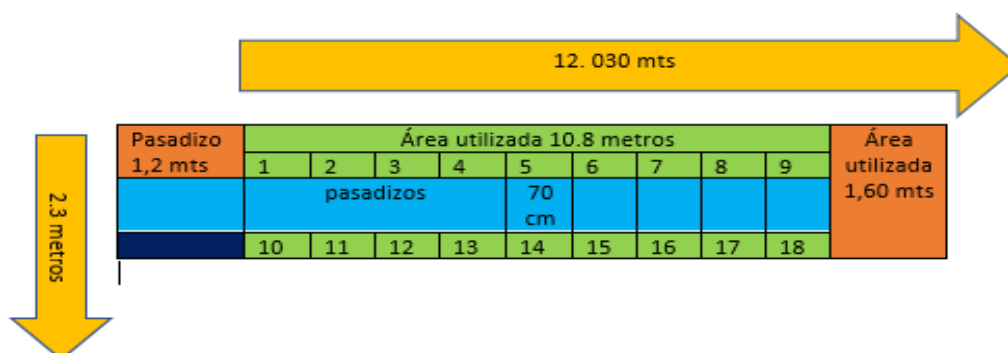 12. 030 mts
Pasadizo
1,2 mts
Área utilizada 10.8 metros
Área
utilizada
1,60 mts
1 2 3 4 5 6 7 8 9
pasadizos
70
cm
10 11 12 13 14 15 16 17 18
2.3 metros